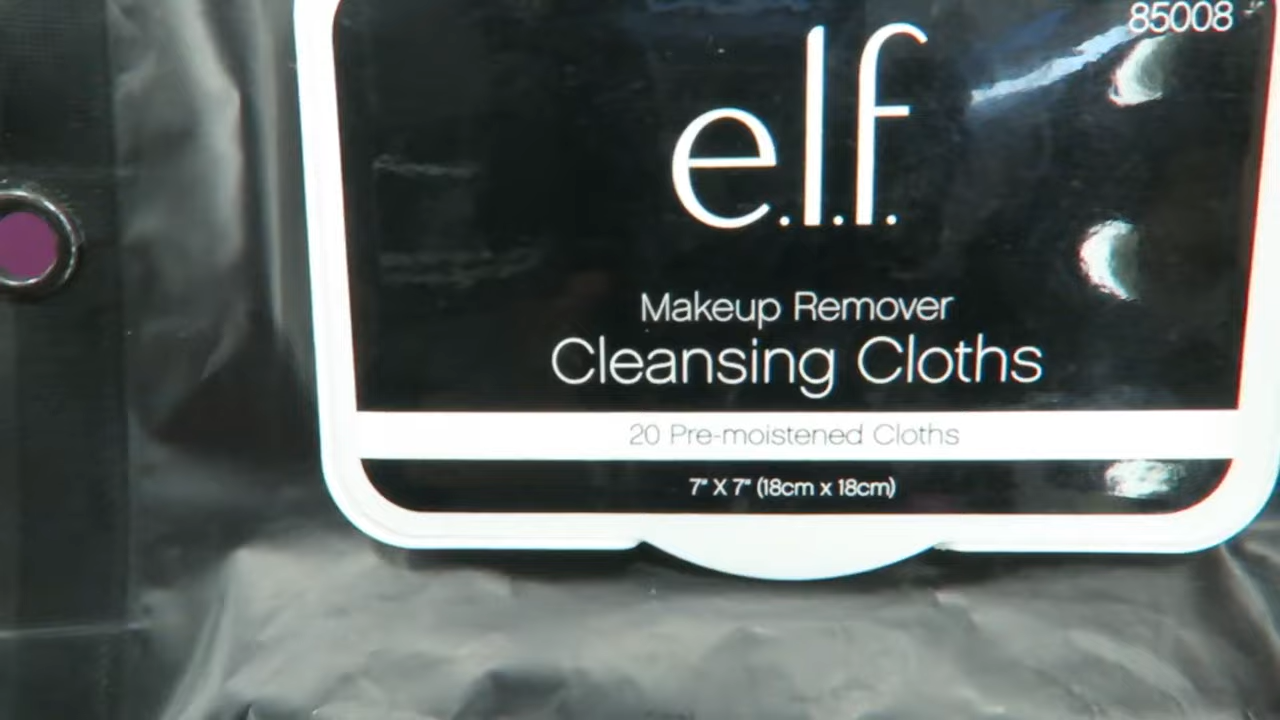 85008
e.l.f.
Makeup Remover
Cleansing Cloths
20 Pre-moistened Cloths
7" X 7" (18cm x 18cm)